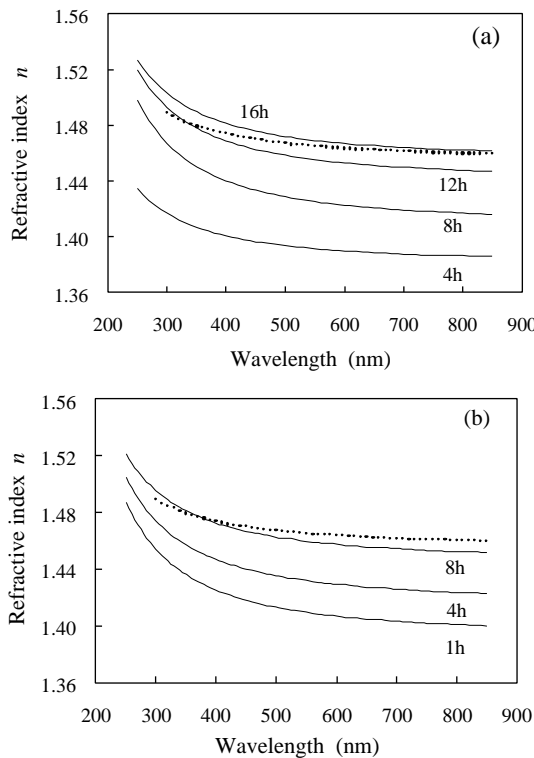 1.56
(a)
1.52
16h
1.48
12h
1.44
8h
1.40
4h
1.36
Refractive index n
200 300 400 500 600 700 800 900
Wavelength (nm)
1.56
(b)
1.52
1.48
8h
1.44
4h
1.40
1h
1.36
Refractive index n
200 300 400 500 600 700 800 900
Wavelength (nm)